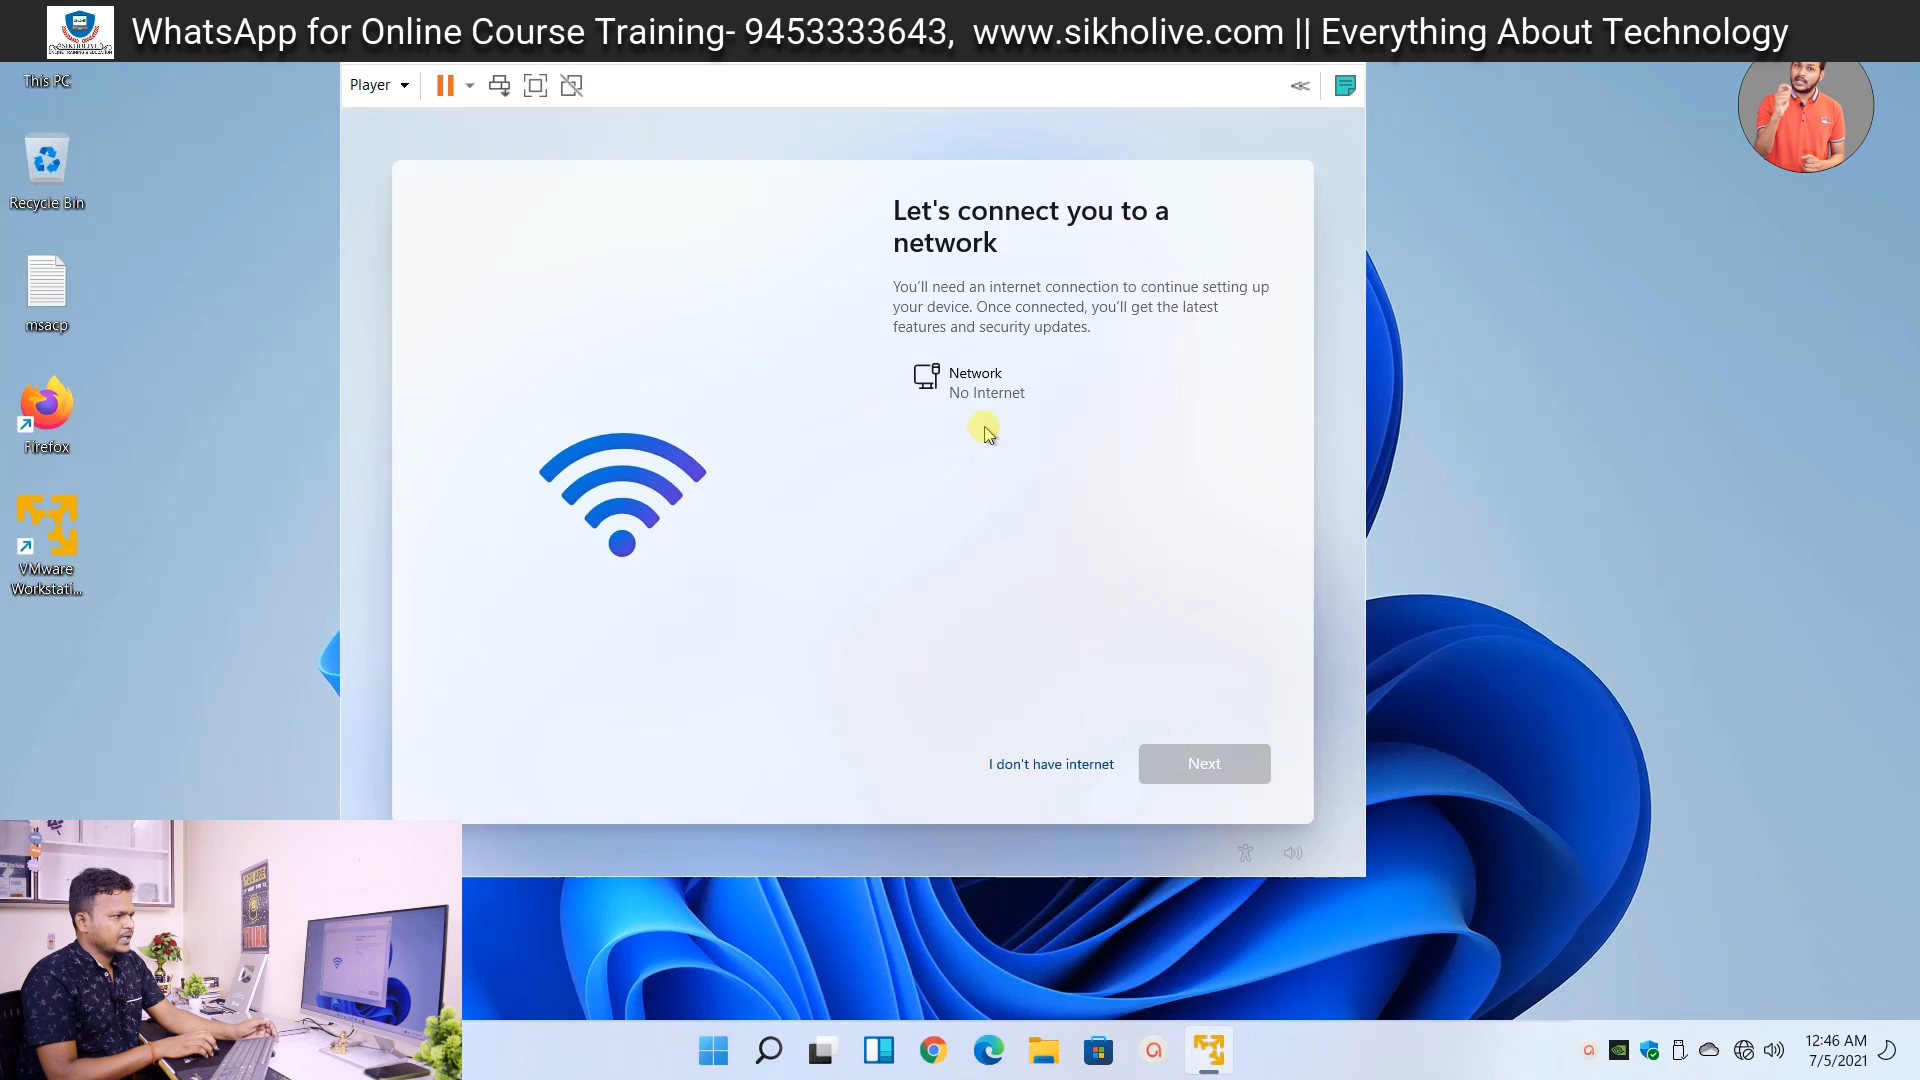 WhatsApp for Online Course Training- 9453333643, www.sikholive.com || Everything About Technology
SIKHOLIVE
This PC
Player
Recycle Bin
msacp
Firefox
VMware
Workstati...
Let's connect you to a
network
You'll need an internet connection to continue setting up
your device. Once connected, you'll get the latest
features and security updates.
Network
No Internet
I don't have internet
Next
THINK
12:46 AM
7/5/2021